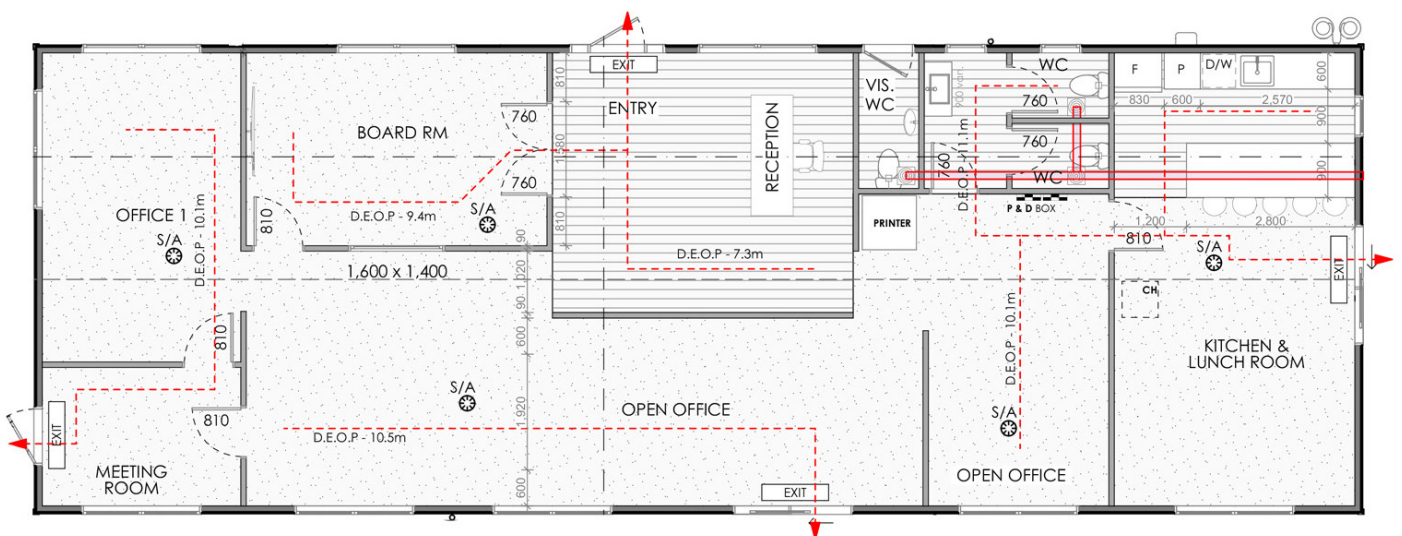 EXIT
WC
F
P
D/W
600
810
VIS.
WC
900 van.
760
830
600
2,570
ENTRY
BOARD RM
760
RECEPTION
900
760
1,580
D.E.O.P - 11.1m
760
760
WC
900
OFFICE 1
D.E.O.P - 10.1m
810
D.E.O.P - 9.4m
S/A
810
PRINTER
P & D BOX
1,200
2,800
S/A
90
810
S/A
1,600 x 1,400
1,020
D.E.O.P - 7.3m
EXIT
CH
90
810
600
D.E.O.P - 10.1m
KITCHEN &
LUNCH ROOM
S/A
810
1,920
OPEN OFFICE
S/A
EXIT
D.E.O.P - 10.5m
MEETING
ROOM
OPEN OFFICE
600
EXIT